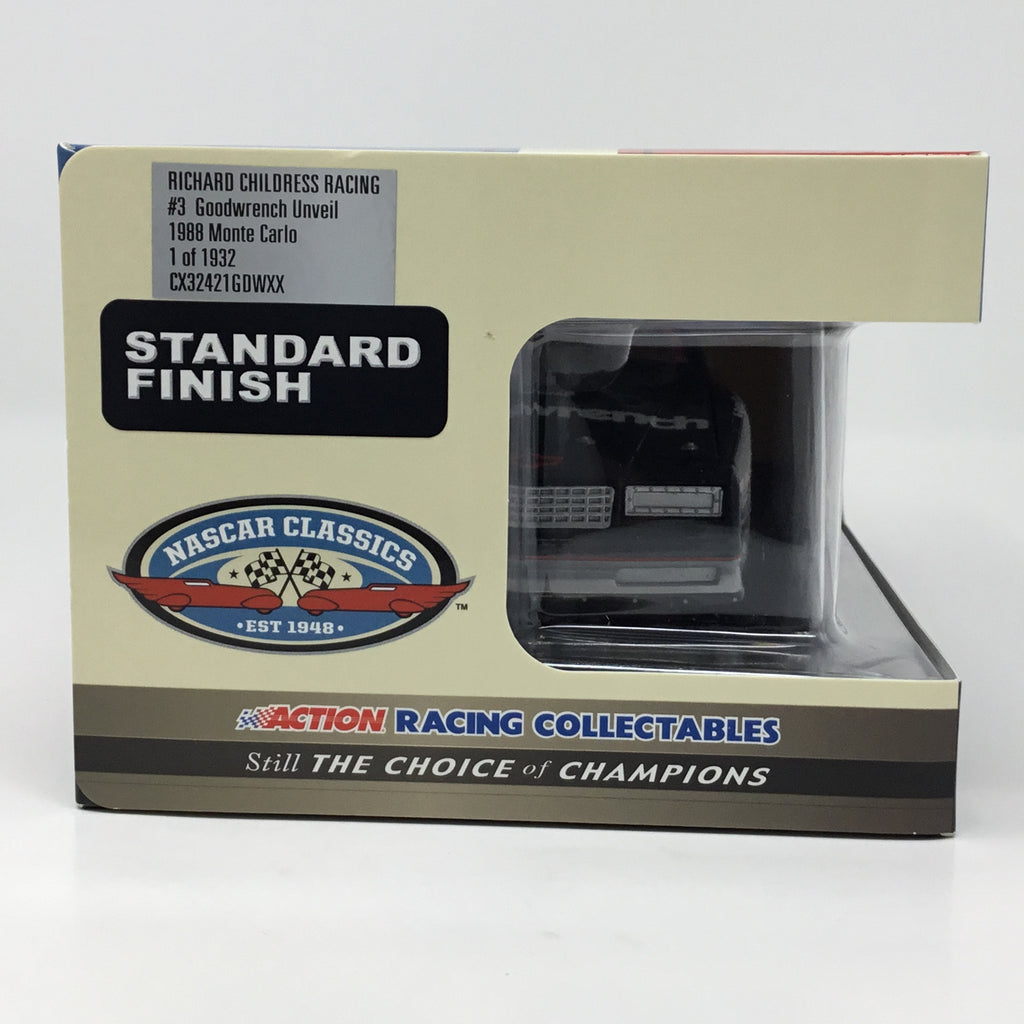 RICHARD CHILDRESS RACING
#3 Goodwrench Unveil
1988 Monte Carlo
1 of 1932
CX32421GDWXX
STANDARD
FINISH
NASCAR CLASSICS
TM
•EST 1948•
ACTION RACING COLLECTABLES
Still THE CHOICE of CHAMPIONS